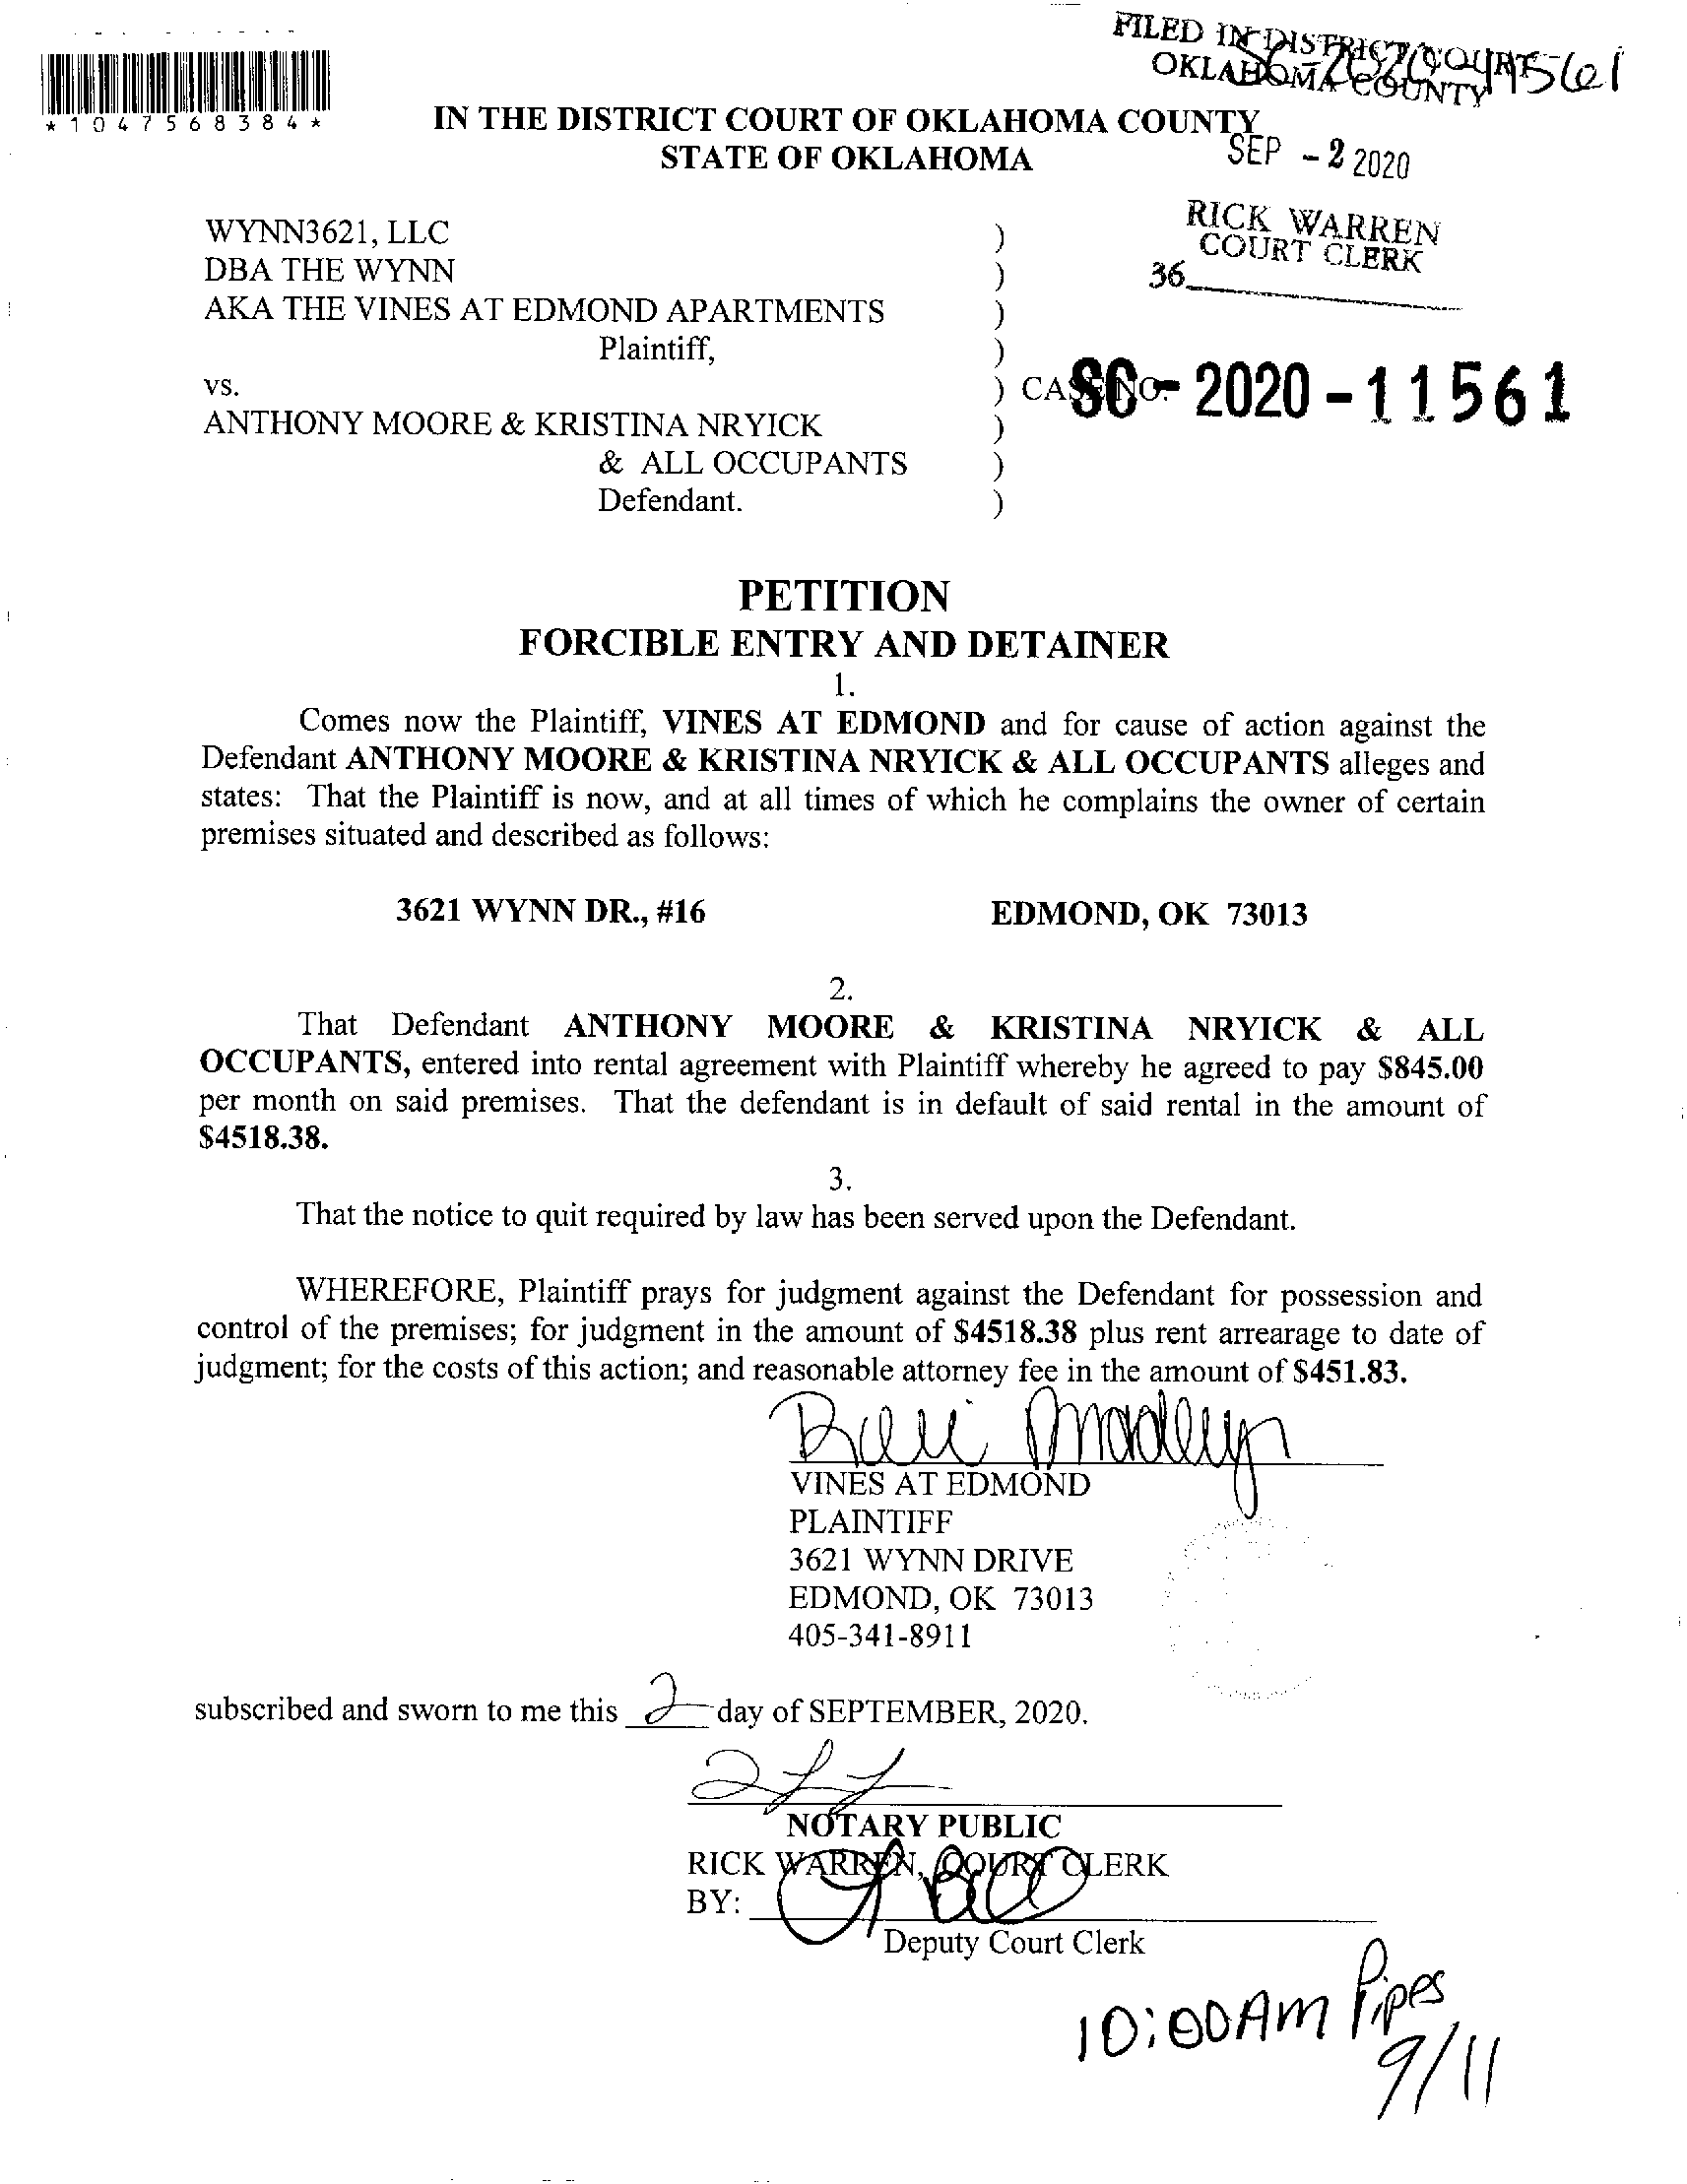 FILED IN DISTRICT COURT
OKLAHOMA COUNTY
*1047568384*
IN THE DISTRICT COURT OF OKLAHOMA COUNTY
STATE OF OKLAHOMA
SEP - 2 2020
RICK WARREN
COURT CLERK
36
WYNN3621, LLC )
DBA THE WYNN )
AKA THE VINES AT EDMOND APARTMENTS )
Plaintiff, )
vs. ) CASE NO. SC-2020-11561
ANTHONY MOORE & KRISTINA NRYICK )
& ALL OCCUPANTS )
Defendant. )
PETITION
FORCIBLE ENTRY AND DETAINER
1.
Comes now the Plaintiff, VINES AT EDMOND and for cause of action against the
Defendant ANTHONY MOORE & KRISTINA NRYICK & ALL OCCUPANTS alleges and
states: That the Plaintiff is now, and at all times of which he complains the owner of certain
premises situated and described as follows:
3621 WYNN DR., #16 EDMOND, OK 73013
2.
That Defendant ANTHONY MOORE & KRISTINA NRYICK & ALL
OCCUPANTS, entered into rental agreement with Plaintiff whereby he agreed to pay $845.00
per month on said premises. That the defendant is in default of said rental in the amount of
$4518.38.
3.
That the notice to quit required by law has been served upon the Defendant.
WHEREFORE, Plaintiff prays for judgment against the Defendant for possession and
control of the premises; for judgment in the amount of $4518.38 plus rent arrearage to date of
judgment; for the costs of this action; and reasonable attorney fee in the amount of $451.83.
VINES AT EDMOND
PLAINTIFF
3621 WYNN DRIVE
EDMOND, OK 73013
405-341-8911
subscribed and sworn to me this 2 day of SEPTEMBER, 2020.
NOTARY PUBLIC
RICK WARREN, COURT CLERK
BY:
Deputy Court Clerk
10:00AM Pipes
9/11